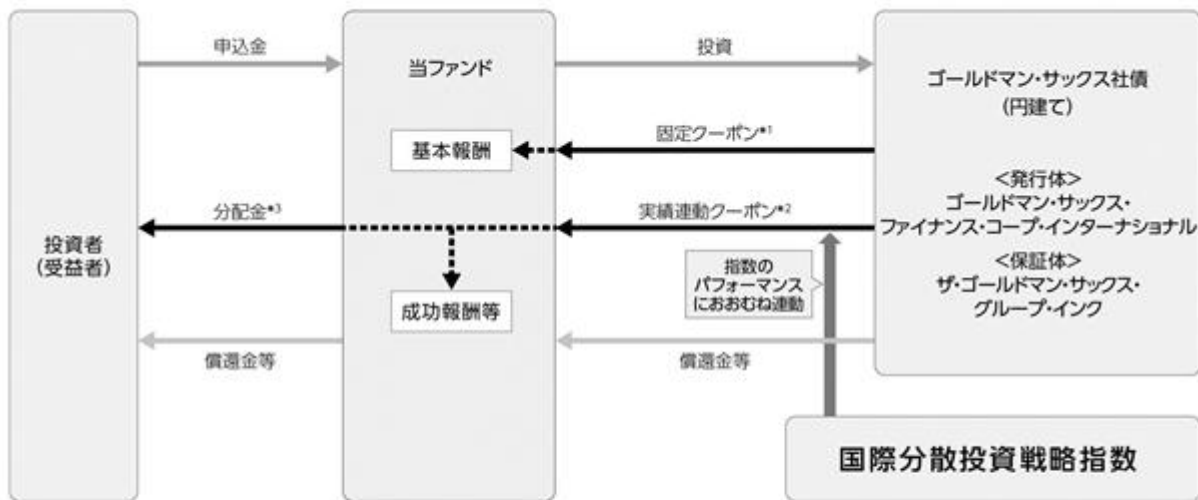 申込金
投資
当ファンド
ゴールドマン・サックス社債
(円建て)
固定クーポン*1
基本報酬
<発行体>
ゴールドマン・サックス・
ファイナンス・コープ・インターナショナル
分配金*3
実績連動クーポン*2
投資者
(受益者)
指数の
パフォーマンス
におおむね連動
<保証体>
ザ・ゴールドマン・サックス・
グループ・インク
成功報酬等
償還金等
償還金等
国際分散投資戦略指数